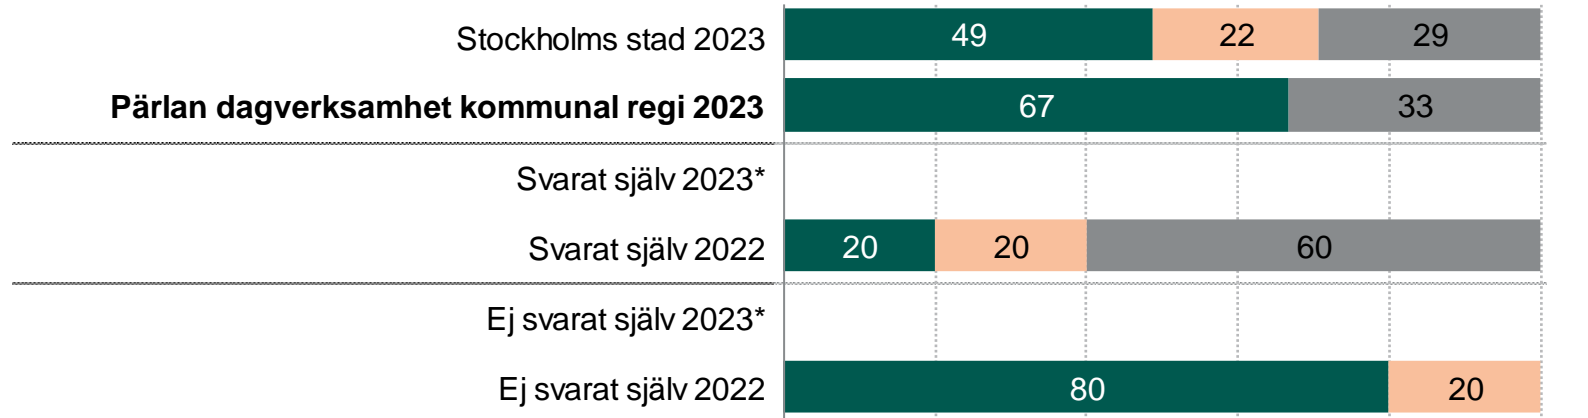 Stockholms stad 2023 49 22 29
Pärlan dagverksamhet kommunal regi 2023 67 33
Svarat själv 2023*
Svarat själv 2022 20 20 60
Ej svarat själv 2023*
Ej svarat själv 2022 80 20